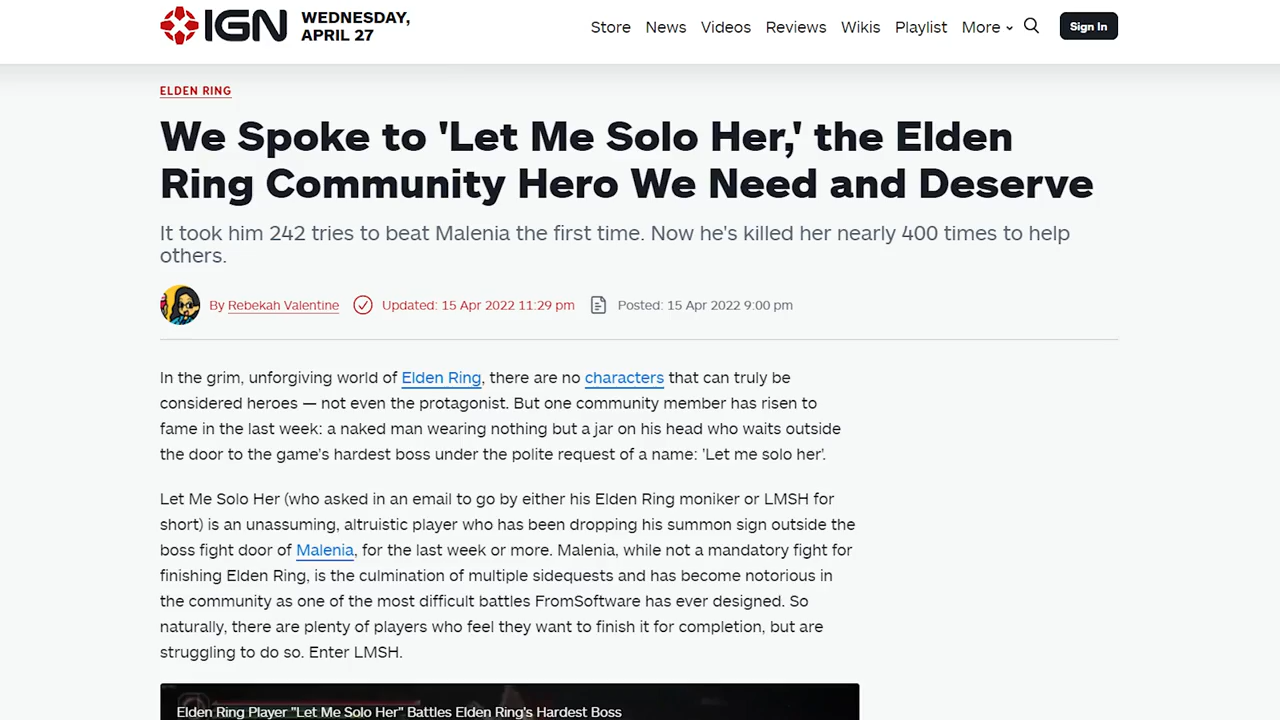 IGN
WEDNESDAY,
APRIL 27
Store News Videos Reviews Wikis Playlist More Sign In
ELDEN RING
We Spoke to 'Let Me Solo Her,' the Elden
Ring Community Hero We Need and Deserve
It took him 242 tries to beat Malenia the first time. Now he's killed her nearly 400 times to help
others.
By Rebekah Valentine Updated: 15 Apr 2022 11:29 pm Posted: 15 Apr 2022 9:00 pm
In the grim, unforgiving world of Elden Ring, there are no characters that can truly be
considered heroes — not even the protagonist. But one community member has risen to
fame in the last week: a naked man wearing nothing but a jar on his head who waits outside
the door to the game's hardest boss under the polite request of a name: 'Let me solo her'.
Let Me Solo Her (who asked in an email to go by either his Elden Ring moniker or LMSH for
short) is an unassuming, altruistic player who has been dropping his summon sign outside the
boss fight door of Malenia, for the last week or more. Malenia, while not a mandatory fight for
finishing Elden Ring, is the culmination of multiple sidequests and has become notorious in
the community as one of the most difficult battles FromSoftware has ever designed. So
naturally, there are plenty of players who feel they want to finish it for completion, but are
struggling to do so. Enter LMSH.
Elden Ring Player "Let Me Solo Her" Battles Elden Ring's Hardest Boss